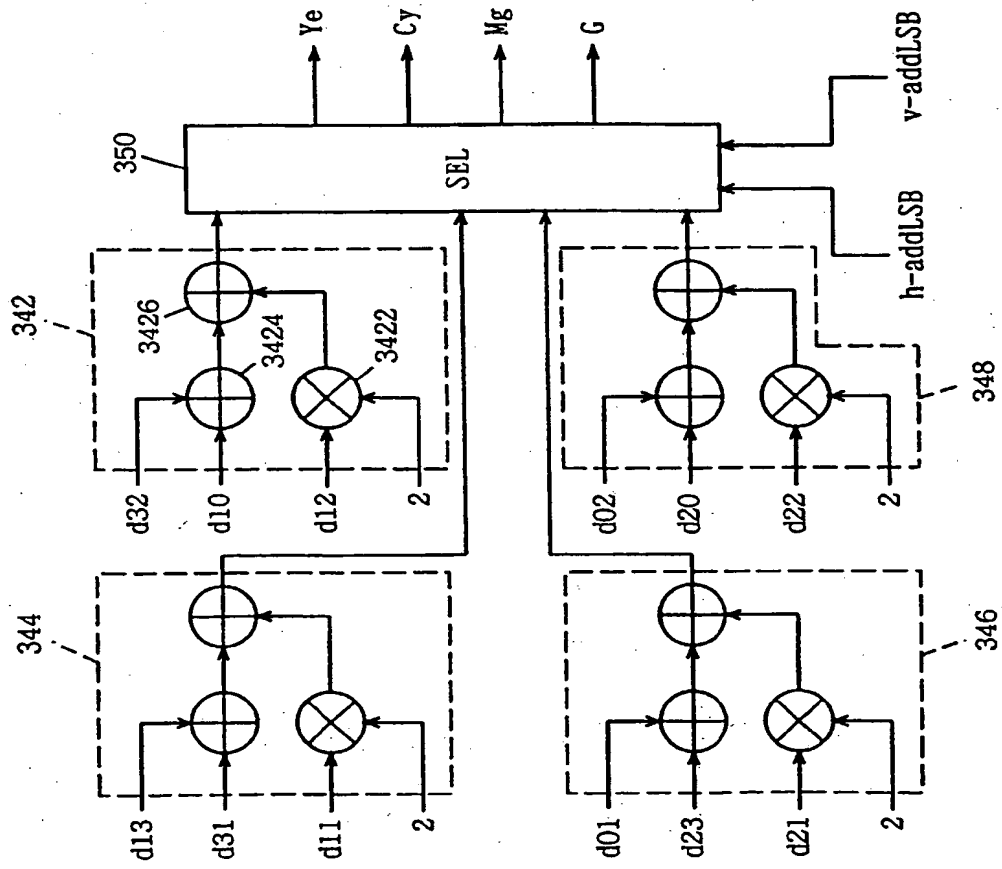 344
d13
d31
d11
2
342
3426
3424
3422
d32
d10
d12
2
346
d01
d23
d21
2
348
d02
d20
d22
2
350
SEL
Ye
Cy
Mg
G
h-addLSB
v-addLSB